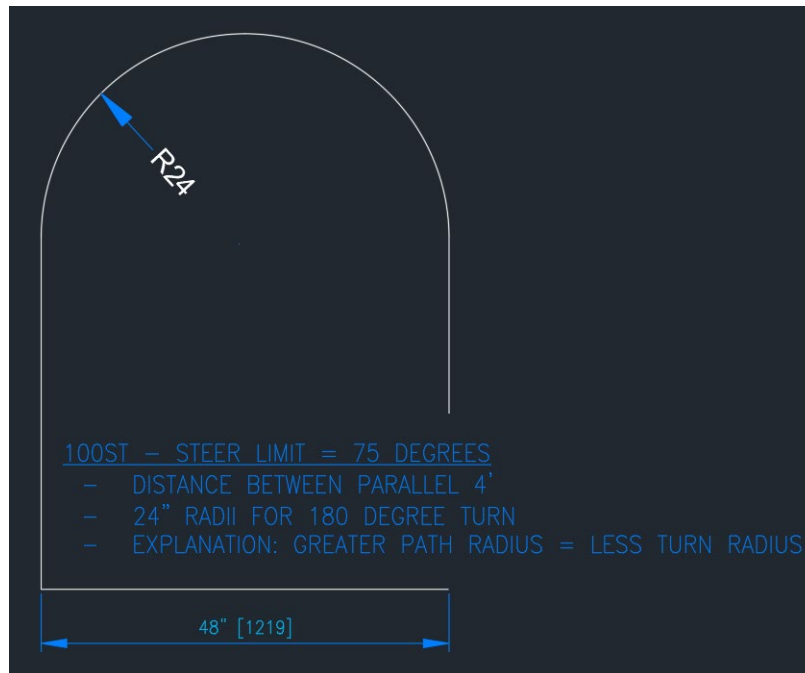 R24
100ST – STEER LIMIT = 75 DEGREES
– DISTANCE BETWEEN PARALLEL 4'
– 24" RADII FOR 180 DEGREE TURN
– EXPLANATION: GREATER PATH RADIUS = LESS TURN RADIUS
48" [1219]